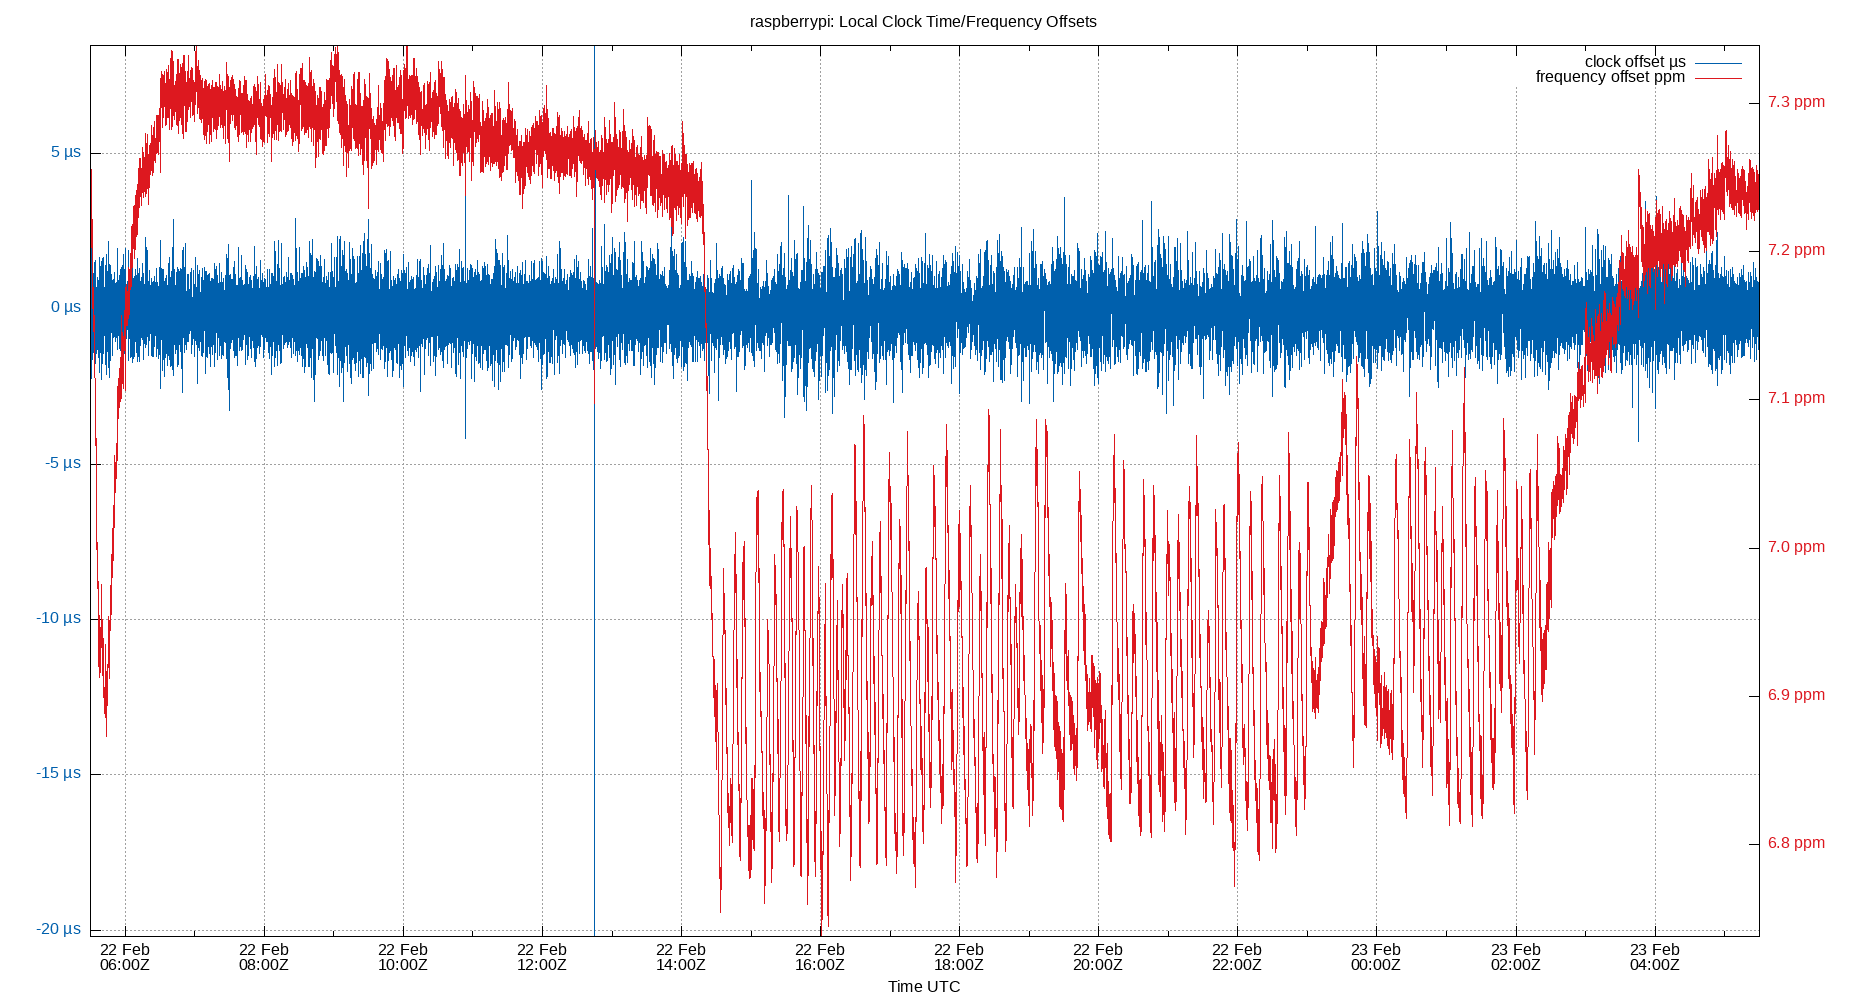 raspberrypi: Local Clock Time/Frequency Offsets
clock offset µs
frequency offset ppm
5 µs
0 µs
-5 µs
-10 µs
-15 µs
-20 µs
7.3 ppm
7.2 ppm
7.1 ppm
7.0 ppm
6.9 ppm
6.8 ppm
22 Feb 22 Feb 22 Feb 22 Feb 22 Feb 22 Feb 22 Feb 22 Feb 22 Feb 23 Feb 23 Feb 23 Feb
06:00Z 08:00Z 10:00Z 12:00Z 14:00Z 16:00Z 18:00Z 20:00Z 22:00Z 00:00Z 02:00Z 04:00Z
Time UTC